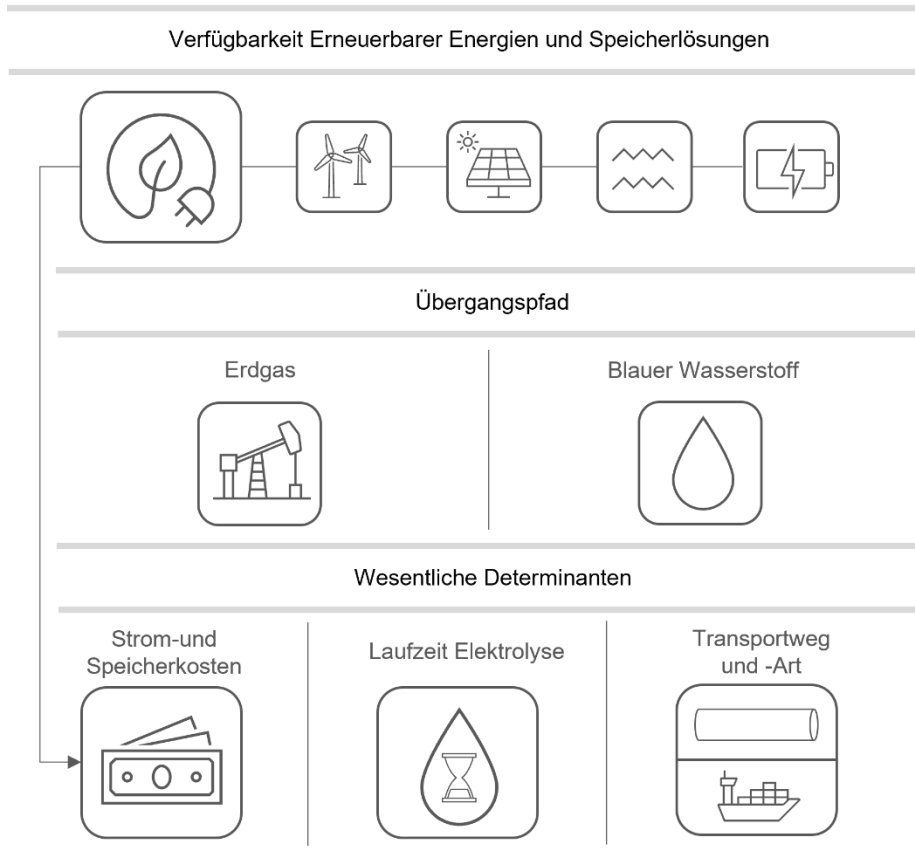 Verfügbarkeit Erneuerbarer Energien und Speicherlösungen
Übergangspfad
Erdgas
Blauer Wasserstoff
Wesentliche Determinanten
Strom-und
Speicherkosten
Laufzeit Elektrolyse
Transportweg
und -Art